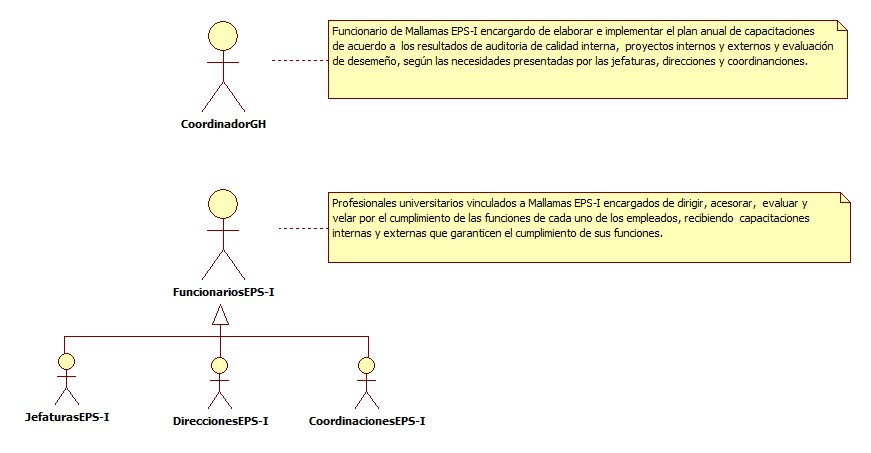 Funcionario de Mallamas EPS-I encargardo de elaborar e implementar el plan anual de capacitaciones
de acuerdo a los resultados de auditoria de calidad interna, proyectos internos y externos y evaluación
de desemeño, según las necesidades presentadas por las jefaturas, direcciones y coordinanciones.
CoordinadorGH
Profesionales universitarios vinculados a Mallamas EPS-I encargados de dirigir, acesorar, evaluar y
velar por el cumplimiento de las funciones de cada uno de los empleados, recibiendo capacitaciones
internas y externas que garanticen el cumplimiento de sus funciones.
FuncionariosEPS-I
JefaturasEPS-I
DireccionesEPS-I
CoordinacionesEPS-I